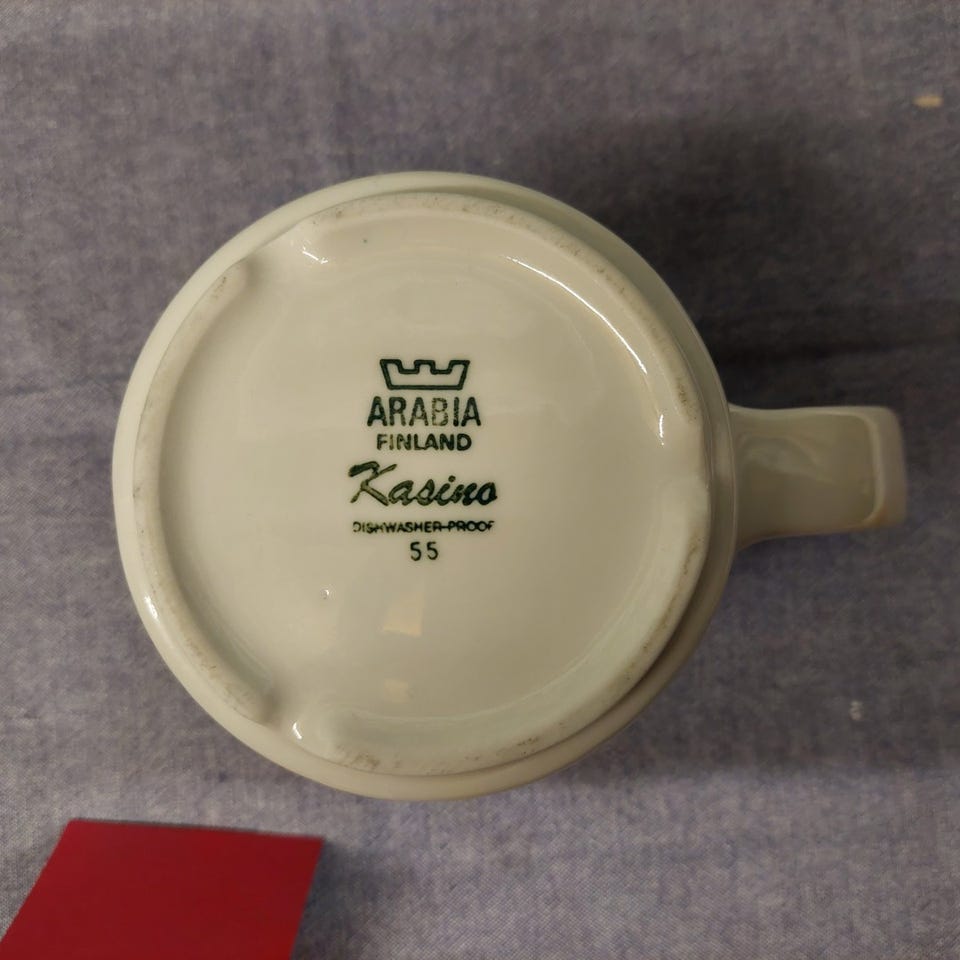 ARABIA
FINLAND
Kasino
DISHWASHER-PROOF
55